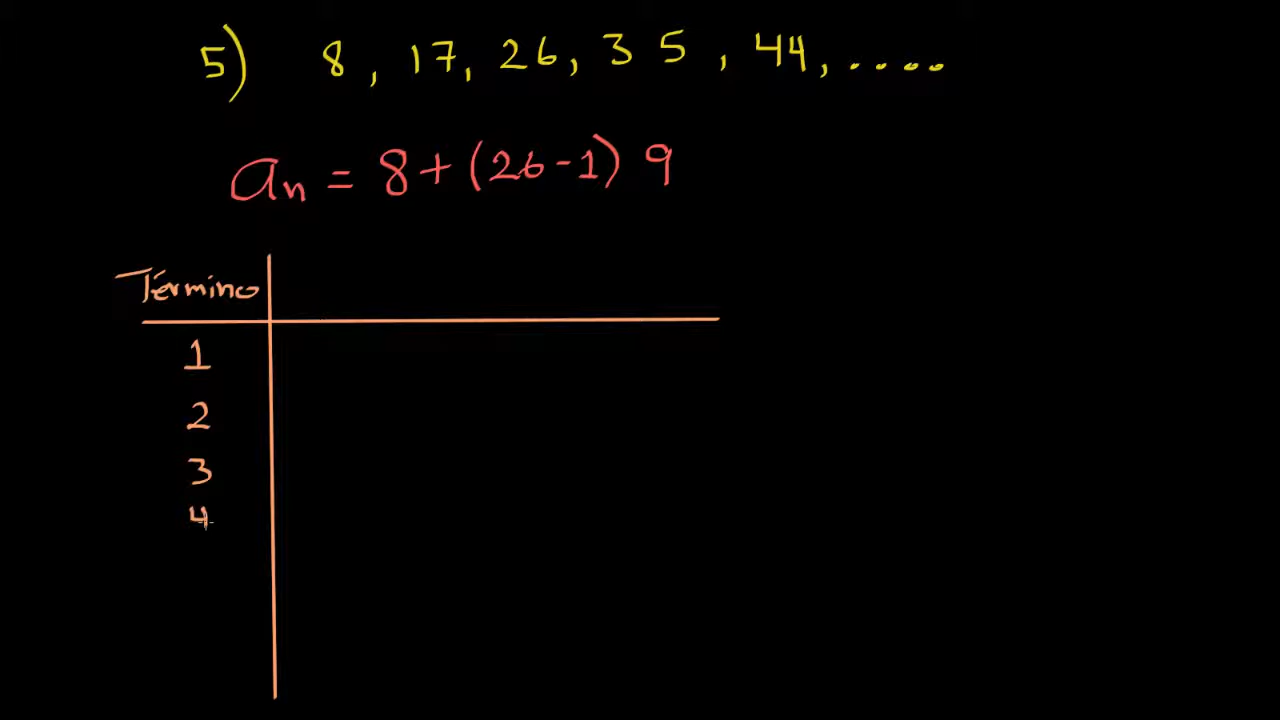 5) 8, 17, 26, 35, 44, ....
an = 8+(26-1) 9
Término
1
2
3
4